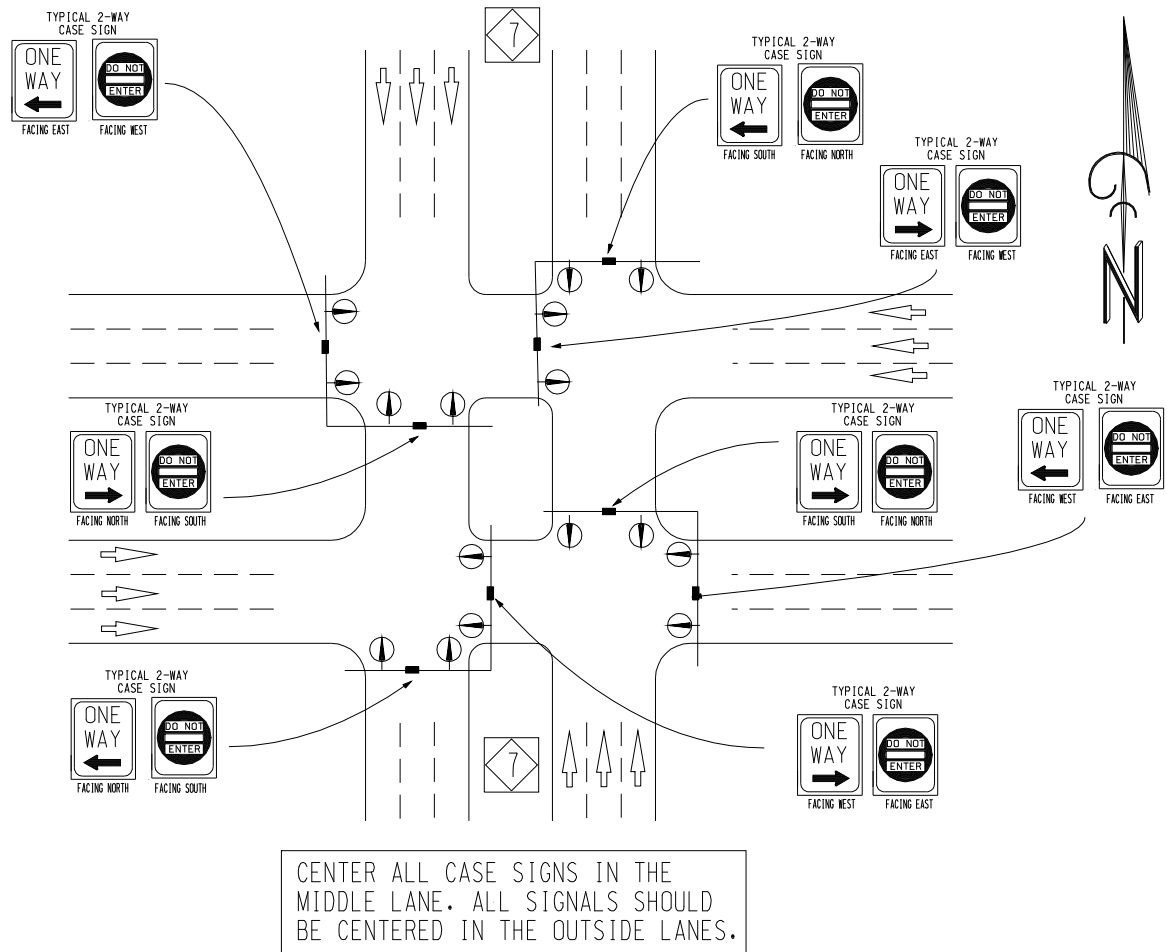 TYPICAL 2-WAY
CASE SIGN
ONE
WAY
DO NOT
ENTER
FACING EAST
FACING WEST
7
TYPICAL 2-WAY
CASE SIGN
ONE
WAY
DO NOT
ENTER
FACING SOUTH
FACING NORTH
TYPICAL 2-WAY
CASE SIGN
ONE
WAY
DO NOT
ENTER
FACING EAST
FACING WEST
N
TYPICAL 2-WAY
CASE SIGN
ONE
WAY
DO NOT
ENTER
FACING NORTH
FACING SOUTH
TYPICAL 2-WAY
CASE SIGN
ONE
WAY
DO NOT
ENTER
FACING SOUTH
FACING NORTH
TYPICAL 2-WAY
CASE SIGN
ONE
WAY
DO NOT
ENTER
FACING WEST
FACING EAST
TYPICAL 2-WAY
CASE SIGN
ONE
WAY
DO NOT
ENTER
FACING NORTH
FACING SOUTH
7
TYPICAL 2-WAY
CASE SIGN
ONE
WAY
DO NOT
ENTER
FACING WEST
FACING EAST
CENTER ALL CASE SIGNS IN THE
MIDDLE LANE. ALL SIGNALS SHOULD
BE CENTERED IN THE OUTSIDE LANES.